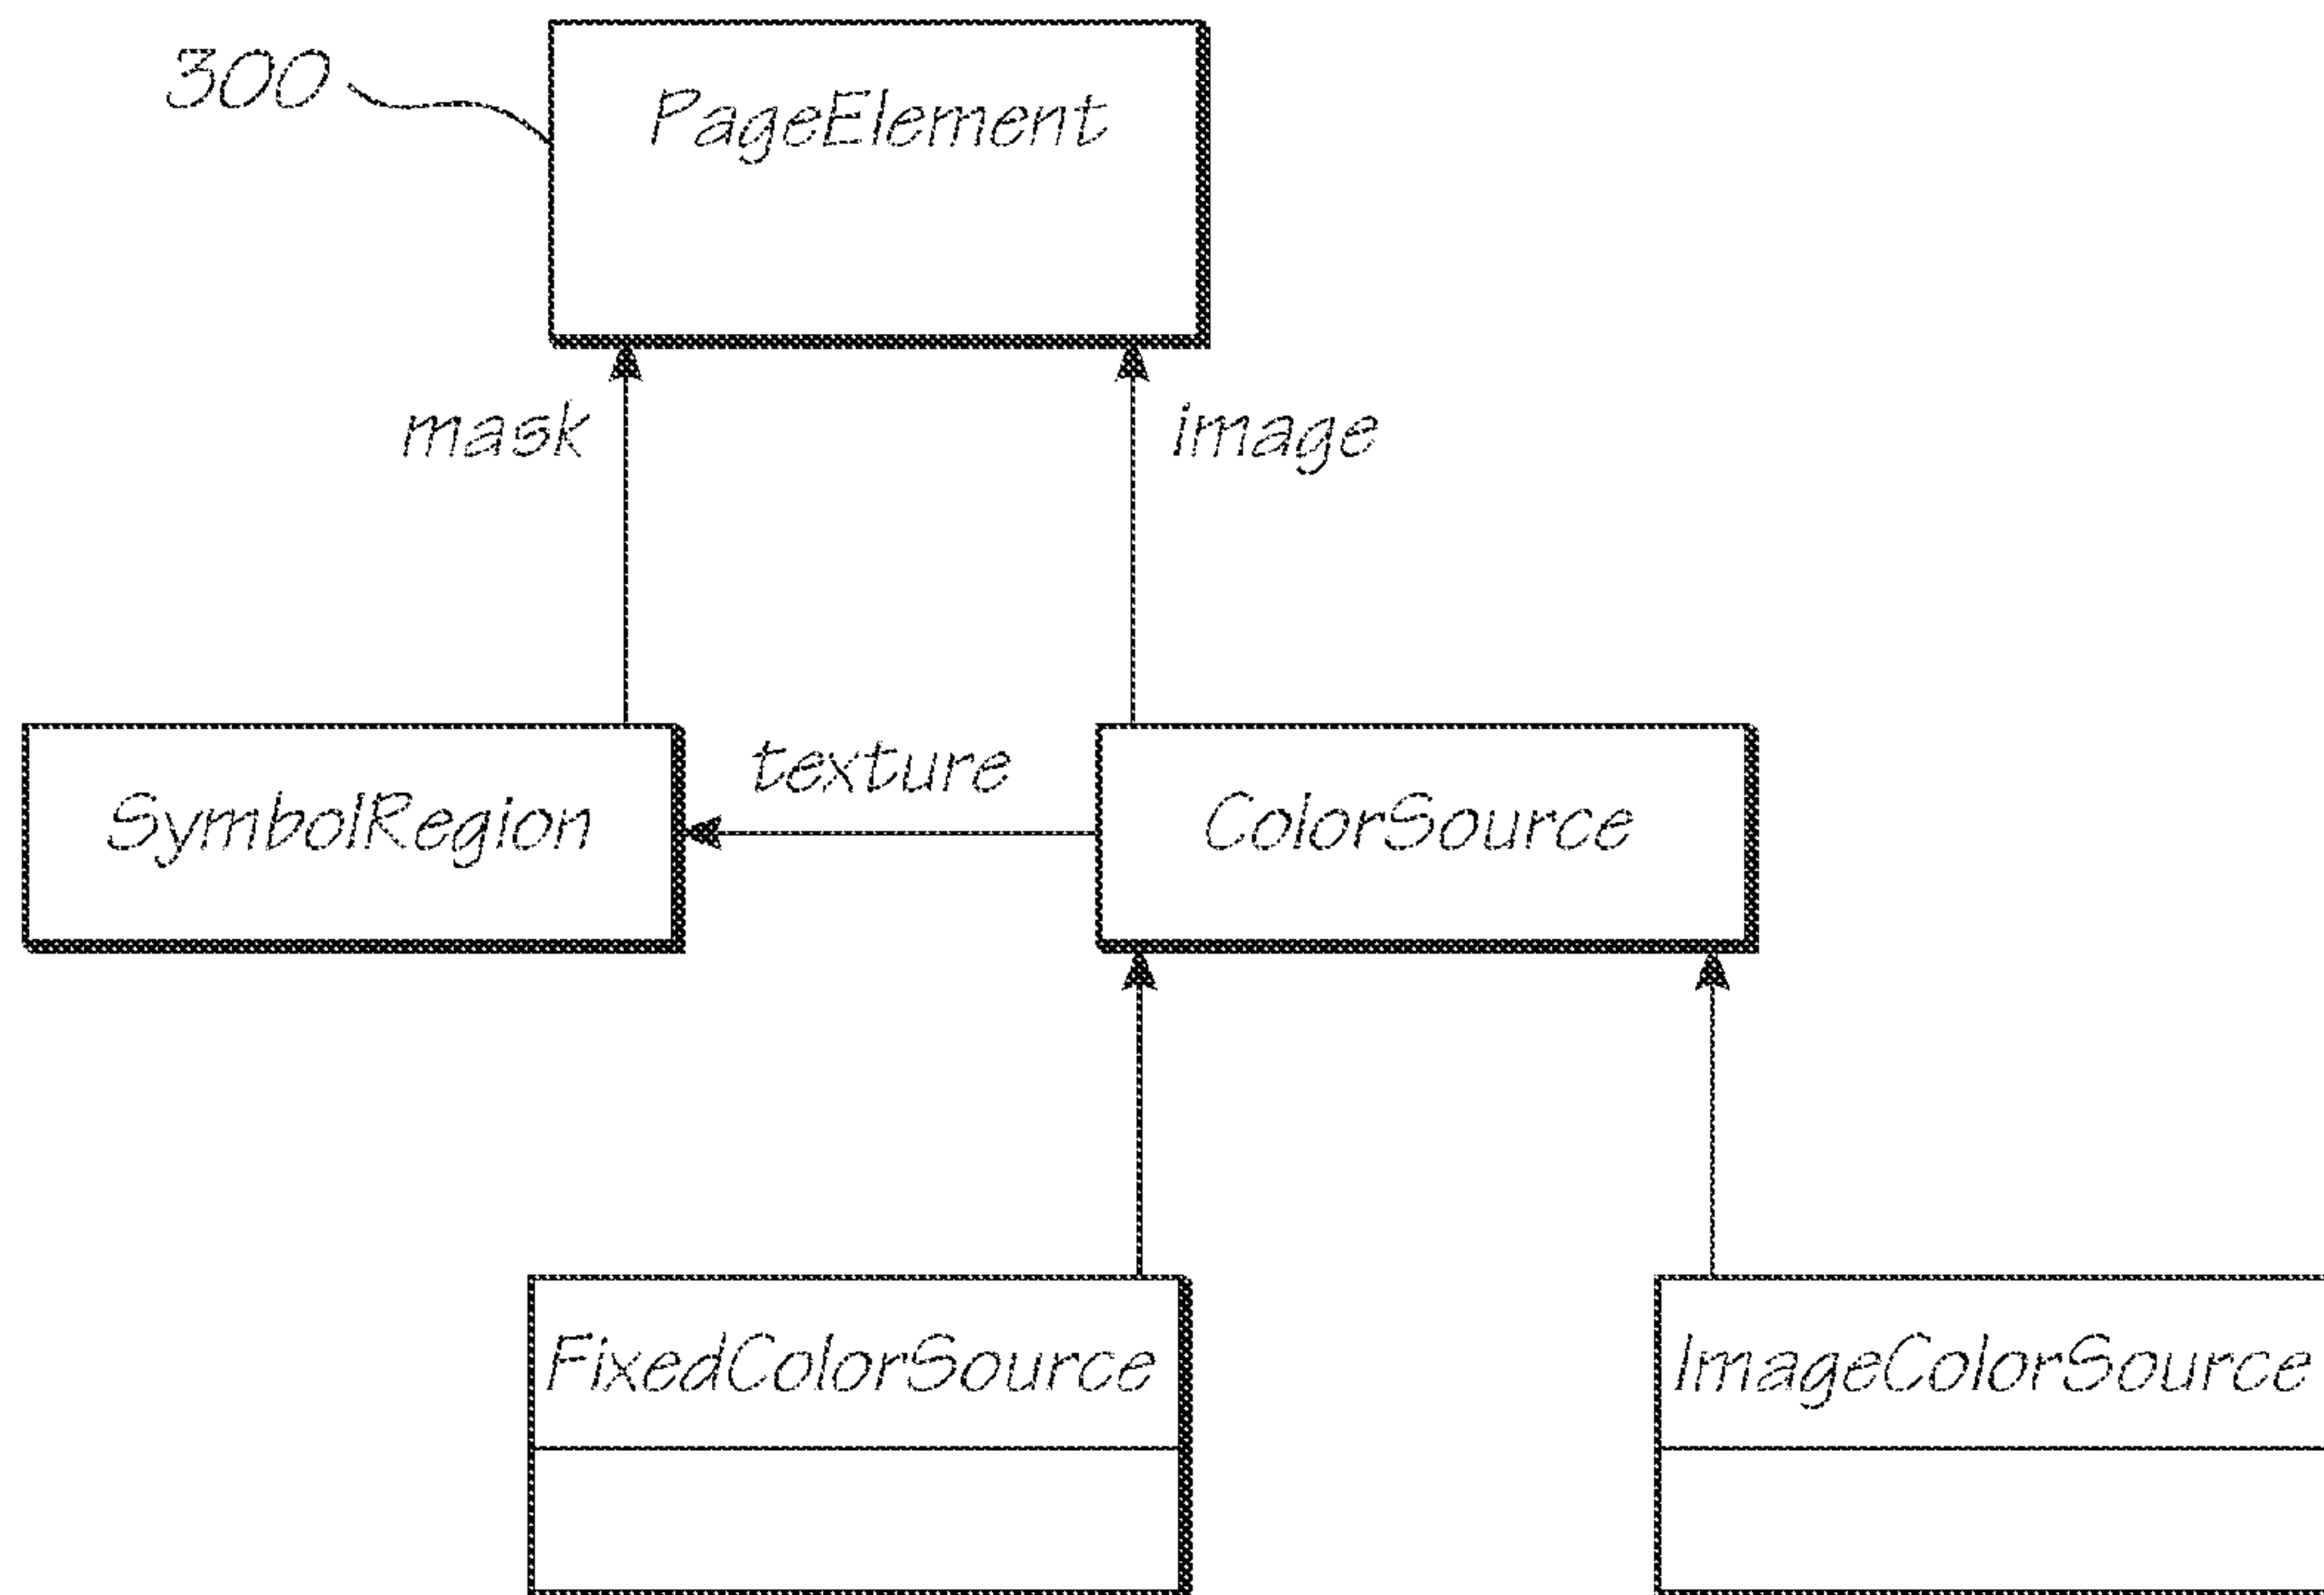 300
PageElement
mask
image
texture
SymbolRegion
ColorSource
FixedColorSource
ImageColorSource